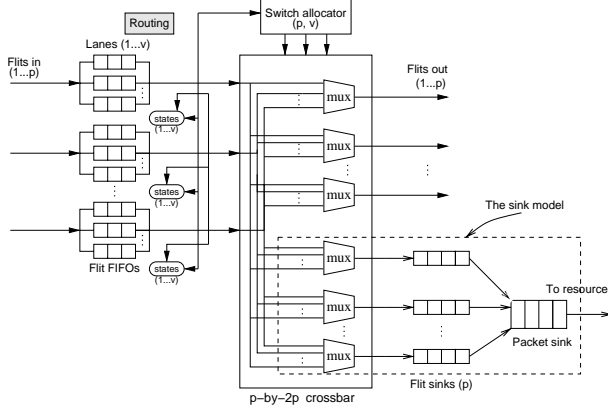 Routing
Switch allocator
(p, v)
Lanes (1...v)
Flits in
(1...p)
Flits out
(1...p)
mux
states
(1...v)
mux
states
(1...v)
mux
The sink model
mux
states
(1...v)
Flit FIFOs
To resource
mux
Packet sink
mux
Flit sinks (p)
p-by-2p crossbar